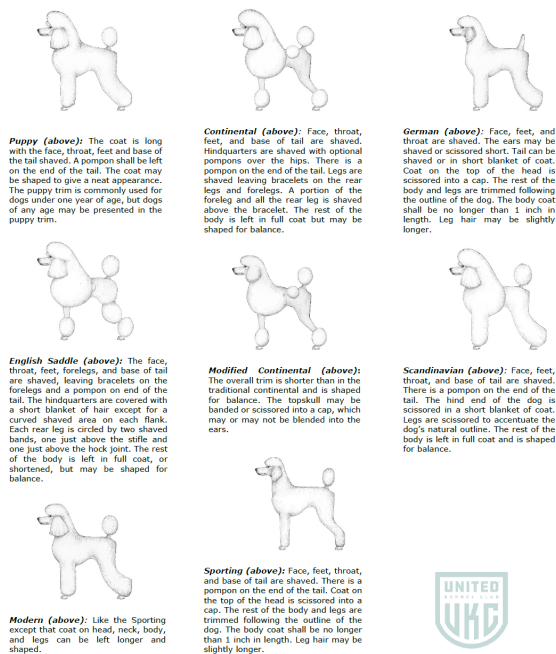 Puppy (above): The coat is long
with the face, throat, feet and base of
the tail shaved. A pompon shall be left
on the end of the tail. The coat may
be shaped to give a neat appearance.
The puppy trim is commonly used for
dogs under one year of age, but dogs
of any age may be presented in the
puppy trim.
Continental (above): Face, throat,
feet, and base of tail are shaved.
Hindquarters are shaved with optional
pompons over the hips. There is a
pompon on the end of the tail. Legs are
shaved leaving bracelets on the rear
legs and forelegs. A portion of the
foreleg and all the rear leg is shaved
above the bracelet. The rest of the
body is left in full coat but may be
shaped for balance.
German (above): Face, feet, and
throat are shaved. The ears may be
shaved or scissored short. Tail can be
shaved or in short blanket of coat.
Coat on the top of the head is
scissored into a cap. The rest of the
body and legs are trimmed following
the outline of the dog. The body coat
shall be no longer than 1 inch in
length. Leg hair may be slightly
longer.
English Saddle (above): The face,
throat, feet, forelegs, and base of tail
are shaved, leaving bracelets on the
forelegs and a pompon on end of the
tail. The hindquarters are covered with
a short blanket of hair except for a
curved shaved area on each flank.
Each rear leg is circled by two shaved
bands, one just above the stifle and
one just above the hock joint. The rest
of the body is left in full coat, or
shortened, but may be shaped for
balance.
Modified Continental (above):
The overall trim is shorter than in the
traditional continental and is shaped
for balance. The topskull may be
banded or scissored into a cap, which
may or may not be blended into the
ears.
Scandinavian (above): Face, feet,
throat, and base of tail are shaved.
There is a pompon on the end of the
tail. The hind end of the dog is
scissored in a short blanket of coat.
Legs are scissored to accentuate the
dog's natural outline. The rest of the
body is left in full coat and is shaped
for balance.
Modern (above): Like the Sporting
except that coat on head, neck, body,
and legs can be left longer and
shaped.
Sporting (above): Face, feet, throat,
and base of tail are shaved. There is a
pompon on the end of the tail. Coat on
the top of the head is scissored into a
cap. The rest of the body and legs are
trimmed following the outline of the
dog. The body coat shall be no longer
than 1 inch in length. Leg hair may be
slightly longer.
UNITED
KENNEL CLUB
UKC